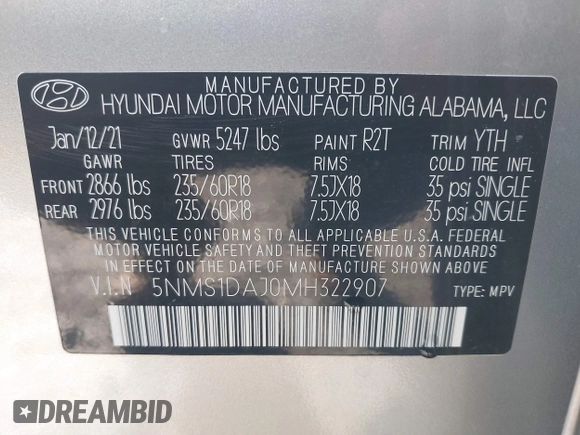 MANUFACTURED BY
HYUNDAI MOTOR MANUFACTURING ALABAMA, LLC
Jan/12/21 GVWR 5247 lbs PAINT R2T TRIM YTH
GAWR TIRES RIMS COLD TIRE INFL
FRONT 2866 lbs 235/60R18 7.5JX18 35 psi SINGLE
REAR 2976 lbs 235/60R18 7.5JX18 35 psi SINGLE
THIS VEHICLE CONFORMS TO ALL APPLICABLE U.S.A. FEDERAL
MOTOR VEHICLE SAFETY AND THEFT PREVENTION STANDARDS
IN EFFECT ON THE DATE OF MANUFACTURE SHOWN ABOVE.
V.I.N 5NMS1DAJ0MH322907 TYPE: MPV
DREAMBID